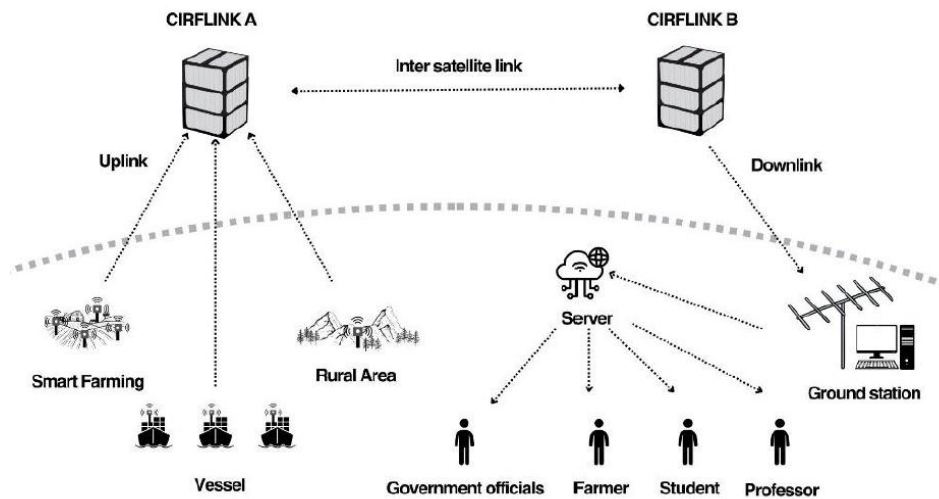 CIRFLINK A
CIRFLINK B
Inter satellite link
Uplink
Downlink
Server
Smart Farming
Rural Area
Ground station
Vessel
Government officials
Farmer
Student
Professor